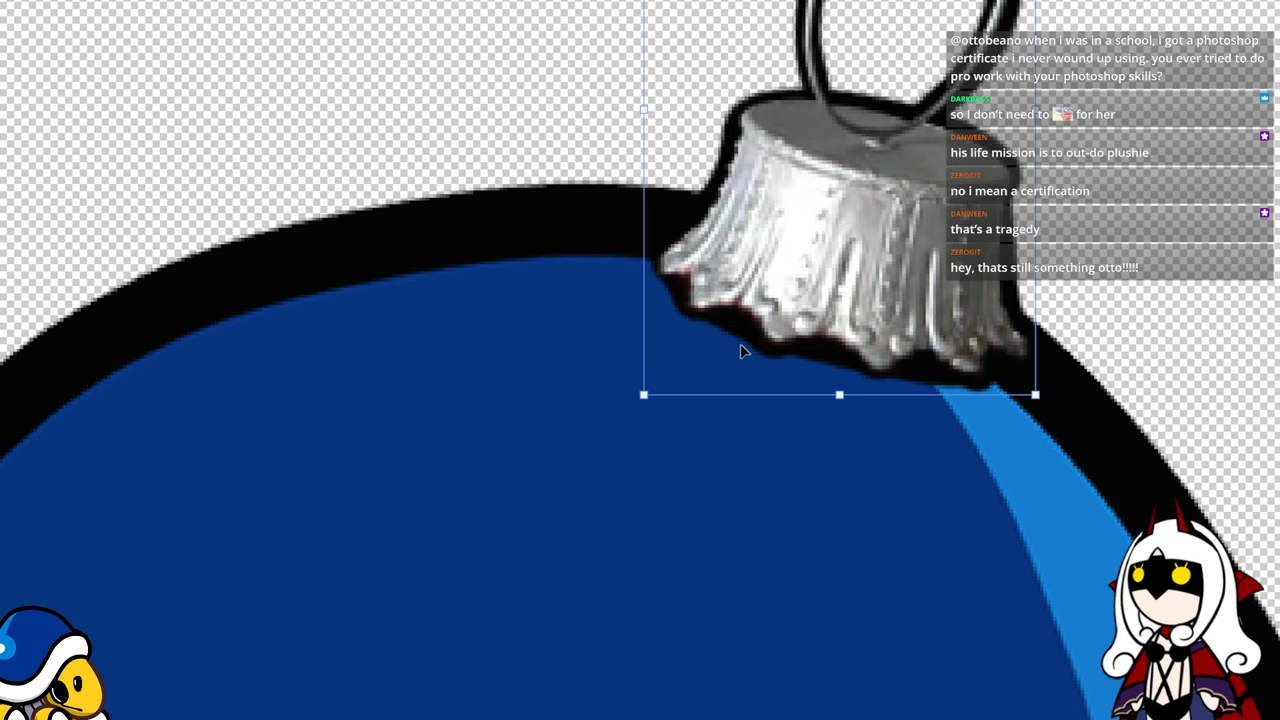 @ottobeano when i was in a school, i got a photoshop
certificate i never wound up using. you ever tried to do
pro work with your photoshop skills?
DARKDAGS
so I don't need to for her
DANWEEN
his life mission is to out-do plushie
ZEROGIT
no i mean a certification
DANWEEN
that's a tragedy
ZEROGIT
hey, thats still something otto!!!!!